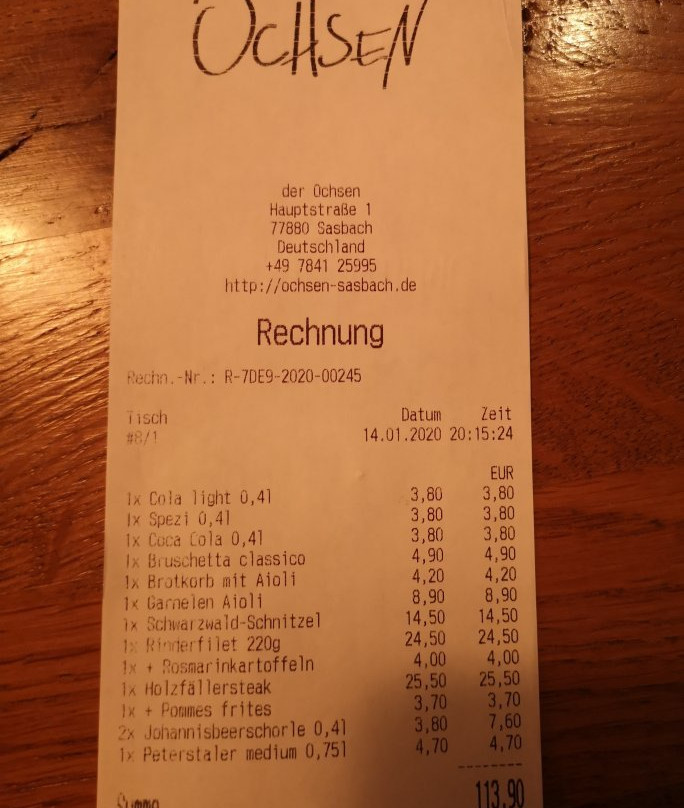 OCHSEN
der Ochsen
Hauptstraße 1
77880 Sasbach
Deutschland
+49 7841 25995
http://ochsen-sasbach.de
Rechnung
Rechn.-Nr.: R-7DE9-2020-00245
Tisch Datum Zeit
#8/1 14.01.2020 20:15:24
EUR
1x Cola light 0,4l 3,80 3,80
1x Spezi 0,4l 3,80 3,80
1x Coca Cola 0,4l 3,80 3,80
1x Bruschetta classico 4,90 4,90
1x Brotkorb mit Aioli 4,20 4,20
1x Garnelen Aioli 8,90 8,90
1x Schwarzwald-Schnitzel 14,50 14,50
1x Rinderfilet 220g 24,50 24,50
1x + Rosmarinkartoffeln 4,00 4,00
1x Holzfällersteak 25,50 25,50
1x + Pommes frites 3,70 3,70
2x Johannisbeerschorle 0,4l 3,80 7,60
1x Peterstaler medium 0,75l 4,70 4,70
--------
Summe 113,90